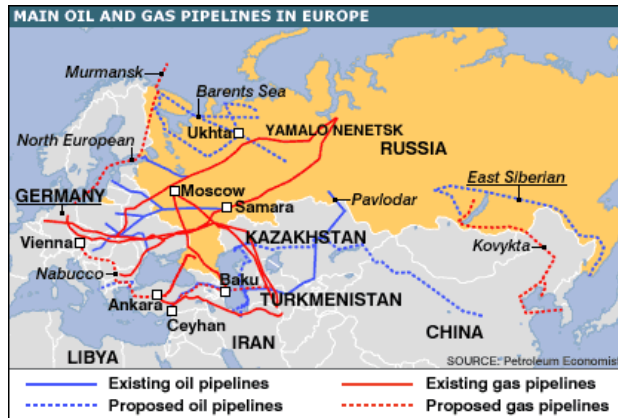 MAIN OIL AND GAS PIPELINES IN EUROPE
Murmansk
Barents Sea
Ukhta
YAMALO NENETSK
North European
RUSSIA
East Siberian
GERMANY
Moscow
Pavlodar
Samara
Vienna
KAZAKHSTAN
Kovykta
Nabucco
Baku
Ankara
TURKMENISTAN
Ceyhan
CHINA
IRAN
LIBYA
SOURCE: Petroleum Economist
Existing oil pipelines
Existing gas pipelines
Proposed oil pipelines
Proposed gas pipelines